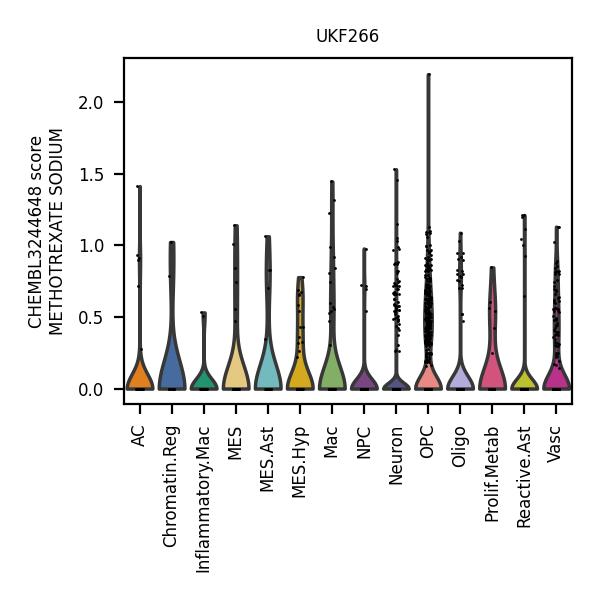 UKF266
CHEMBL3244648 score
METHOTREXATE SODIUM
2.0
1.5
1.0
0.5
0.0
AC
Chromatin.Reg
Inflammatory.Mac
MES
MES.Ast
MES.Hyp
Mac
NPC
Neuron
OPC
Oligo
Prolif.Metab
Reactive.Ast
Vasc